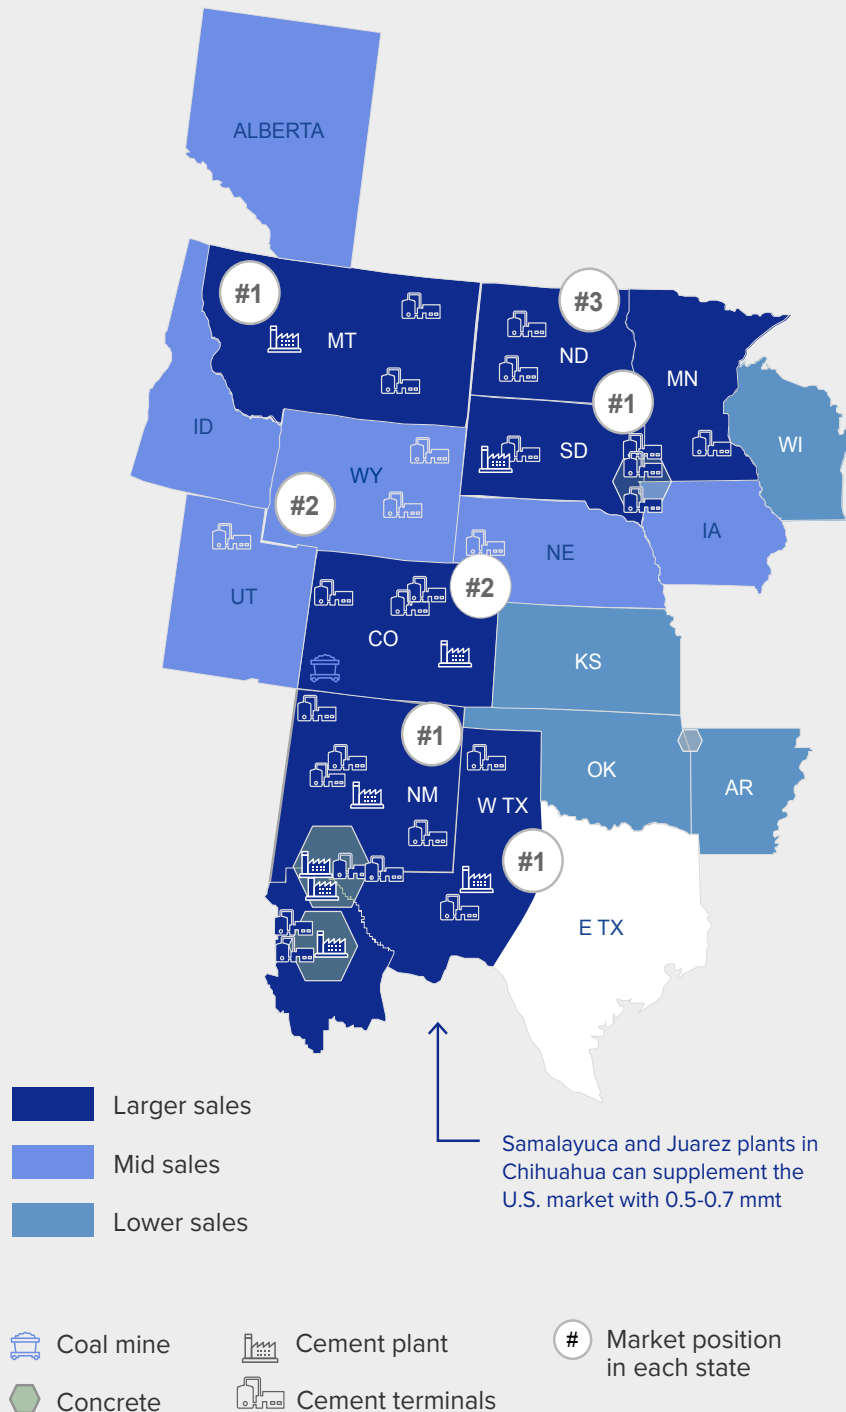 ALBERTA
#1
MT
#3
ND
MN
#1
ID
WY
SD
WI
#2
IA
NE
UT
#2
CO
KS
#1
OK
NM
W TX
AR
#1
E TX
Larger sales
Mid sales
Lower sales
Samalayuca and Juarez plants in
Chihuahua can supplement the
U.S. market with 0.5-0.7 mmt
Coal mine
Cement plant
# Market position
in each state
Concrete
Cement terminals